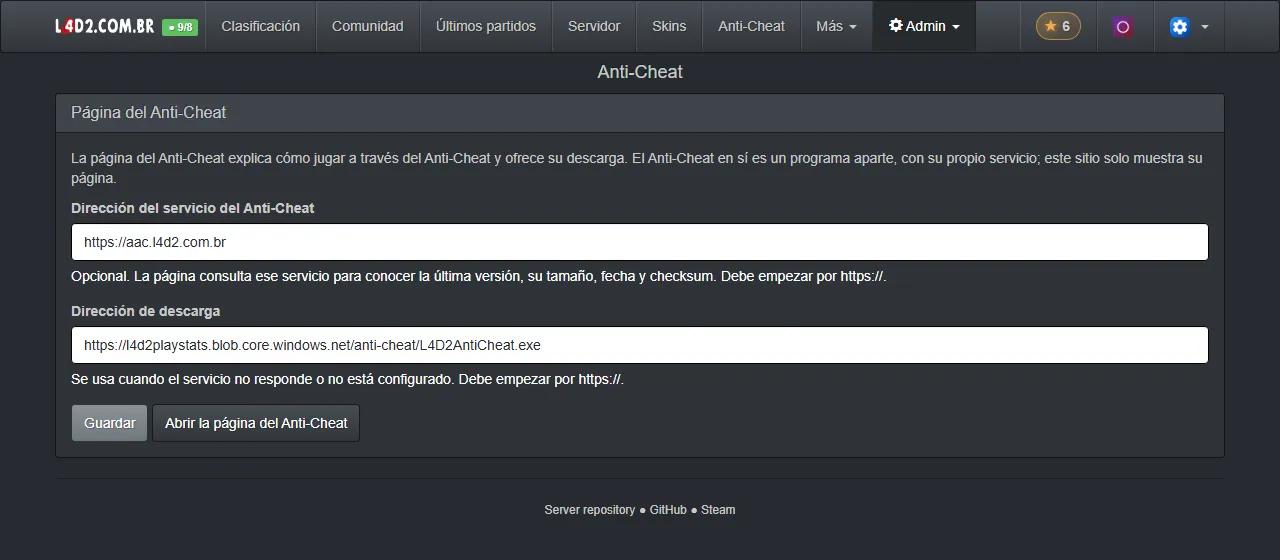 L4D2.COM.BR 9/8 Clasificación Comunidad Últimos partidos Servidor Skins Anti-Cheat Más Admin 6
Anti-Cheat
Página del Anti-Cheat
La página del Anti-Cheat explica cómo jugar a través del Anti-Cheat y ofrece su descarga. El Anti-Cheat en sí es un programa aparte, con su propio servicio; este sitio solo muestra su
página.
Dirección del servicio del Anti-Cheat
https://aac.l4d2.com.br
Opcional. La página consulta ese servicio para conocer la última versión, su tamaño, fecha y checksum. Debe empezar por https://.
Dirección de descarga
https://l4d2playstats.blob.core.windows.net/anti-cheat/L4D2AntiCheat.exe
Se usa cuando el servicio no responde o no está configurado. Debe empezar por https://.
Guardar Abrir la página del Anti-Cheat
Server repository ● GitHub ● Steam